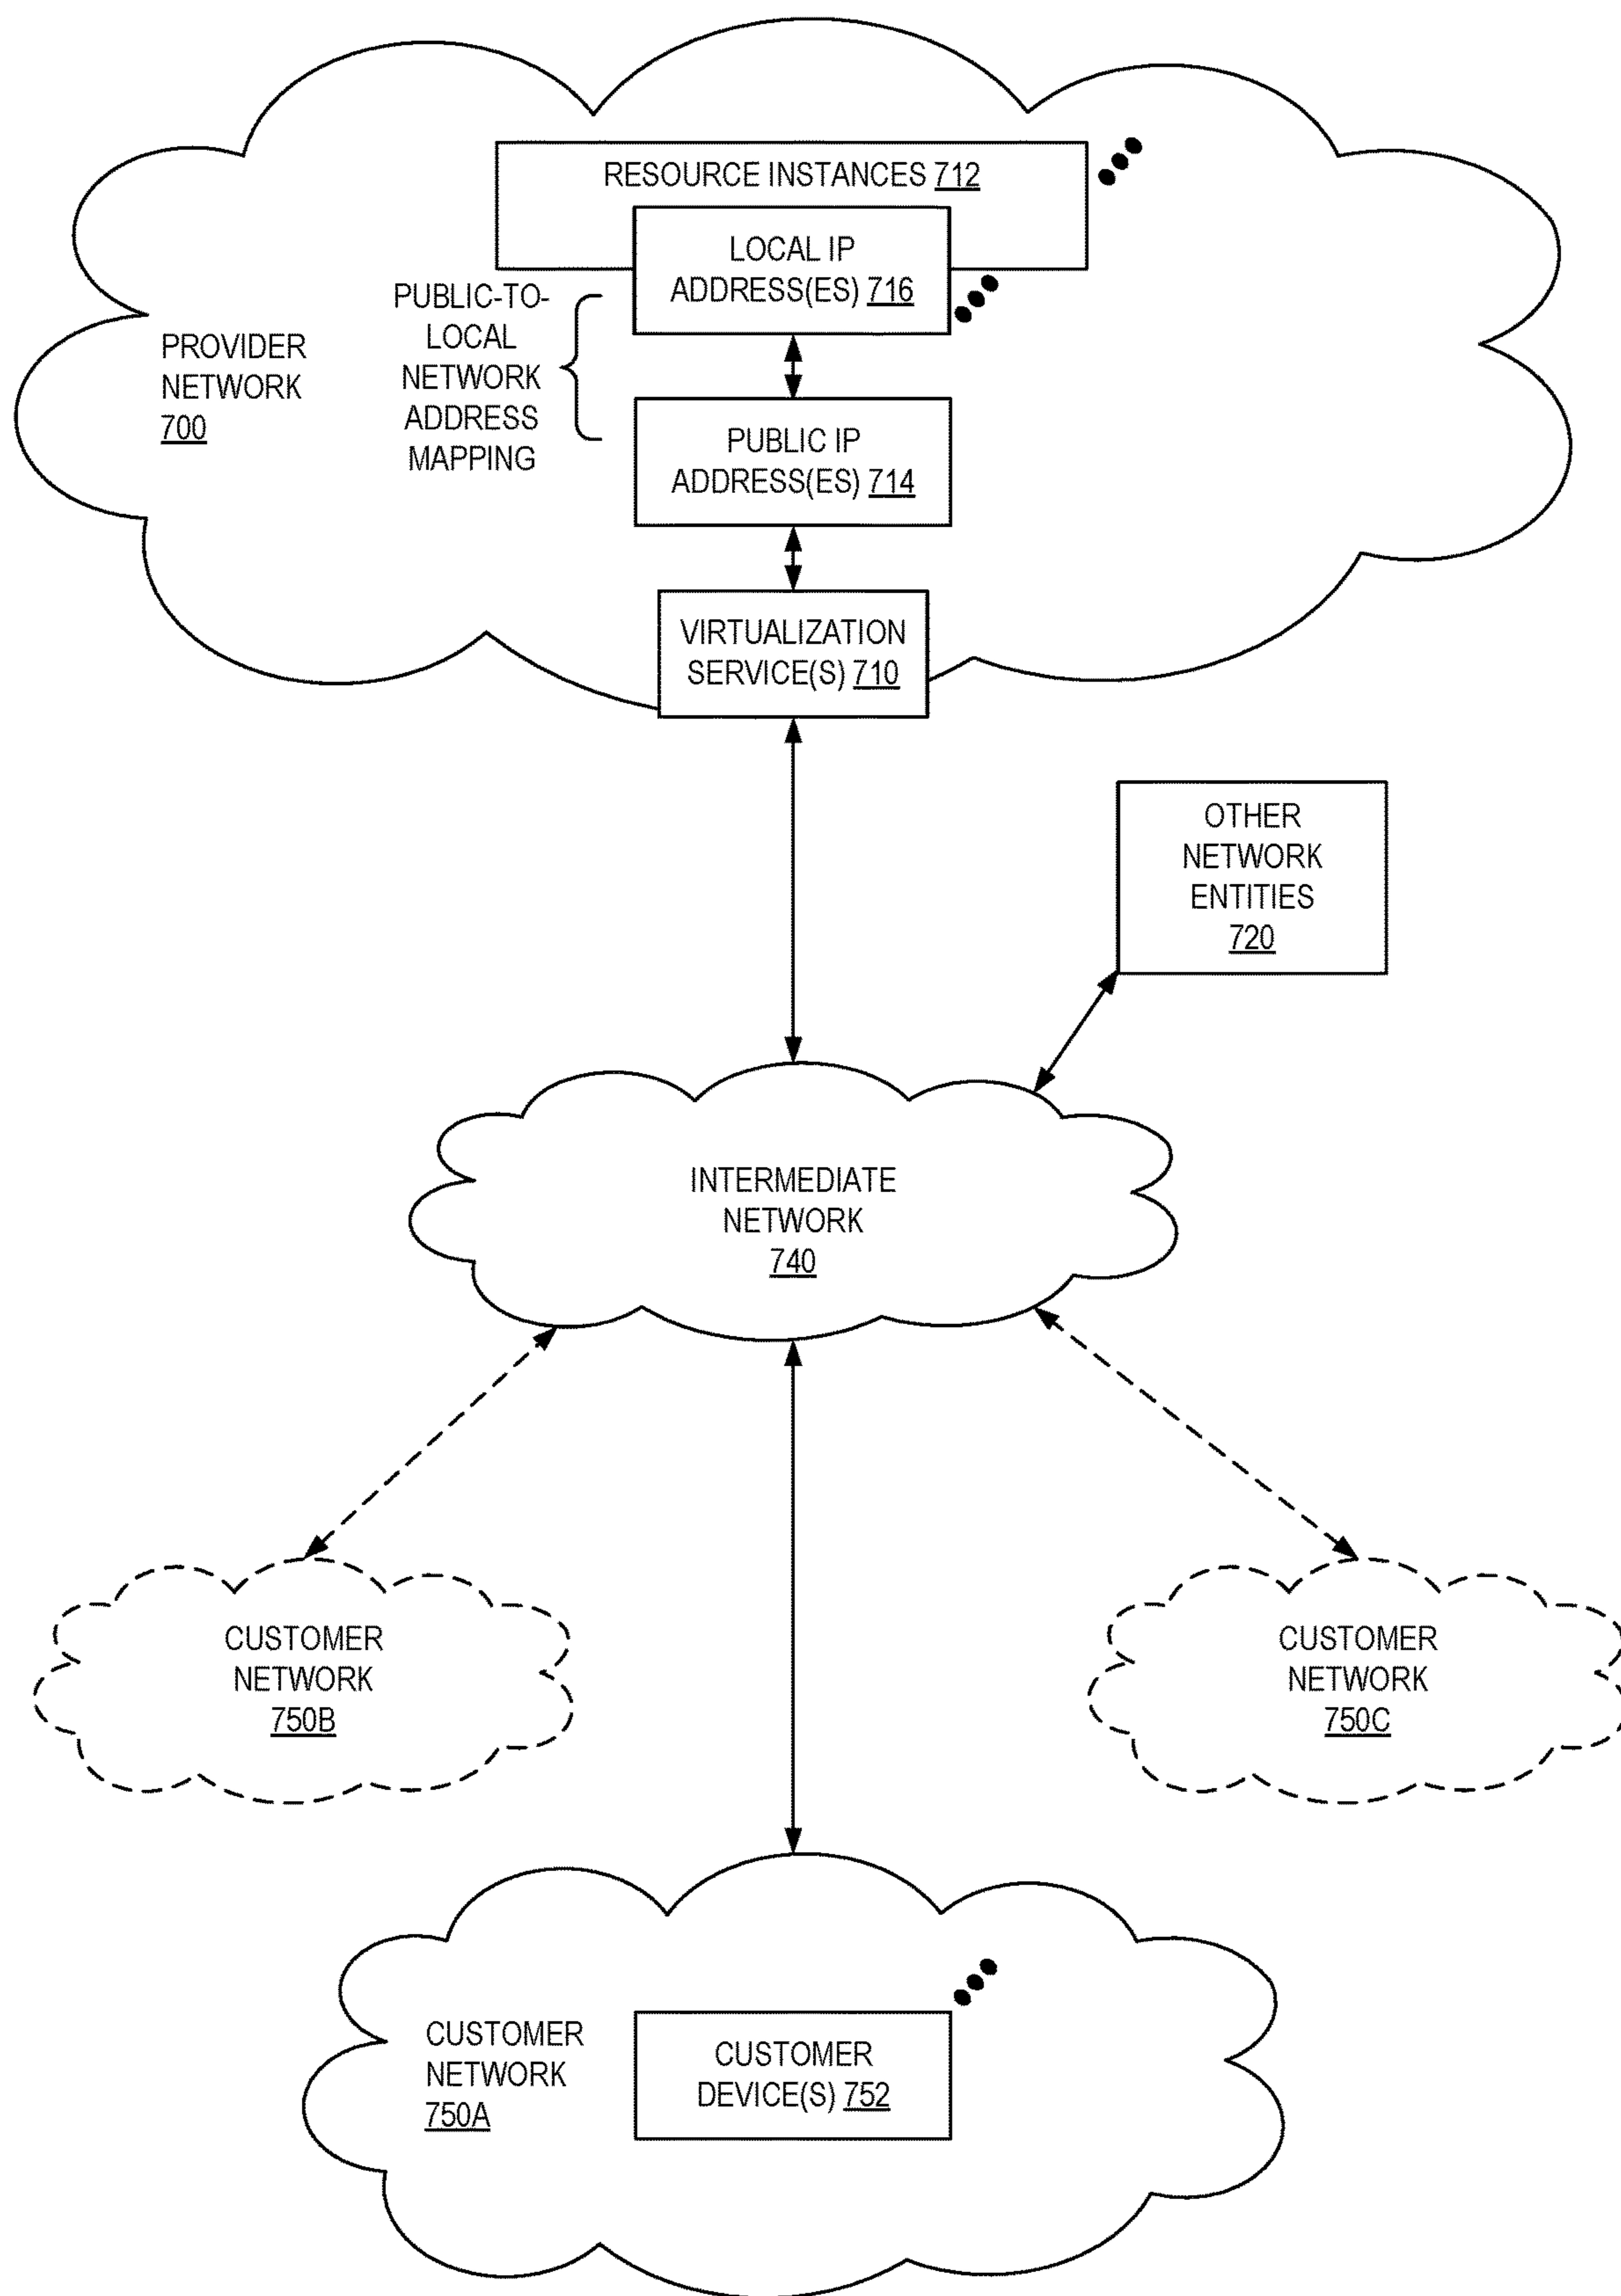 RESOURCE INSTANCES 712
LOCAL IP
ADDRESS(ES) 716
PUBLIC-TO-
LOCAL
NETWORK
ADDRESS
MAPPING
PROVIDER
NETWORK
700
PUBLIC IP
ADDRESS(ES) 714
VIRTUALIZATION
SERVICE(S) 710
OTHER
NETWORK
ENTITIES
720
INTERMEDIATE
NETWORK
740
CUSTOMER
NETWORK
750B
CUSTOMER
NETWORK
750C
CUSTOMER
NETWORK
750A
CUSTOMER
DEVICE(S) 752